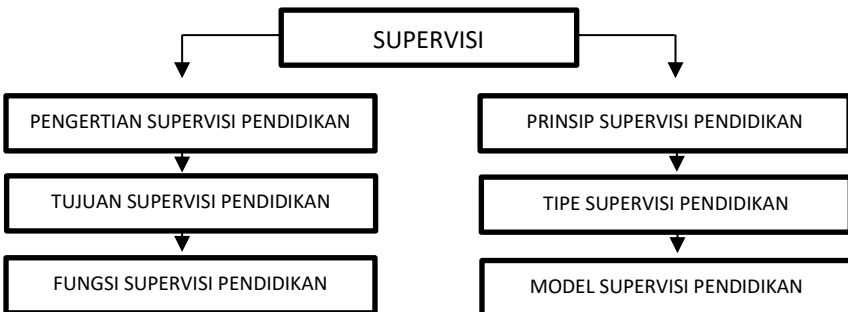 SUPERVISI
PENGERTIAN SUPERVISI PENDIDIKAN
TUJUAN SUPERVISI PENDIDIKAN
FUNGSI SUPERVISI PENDIDIKAN
PRINSIP SUPERVISI PENDIDIKAN
TIPE SUPERVISI PENDIDIKAN
MODEL SUPERVISI PENDIDIKAN